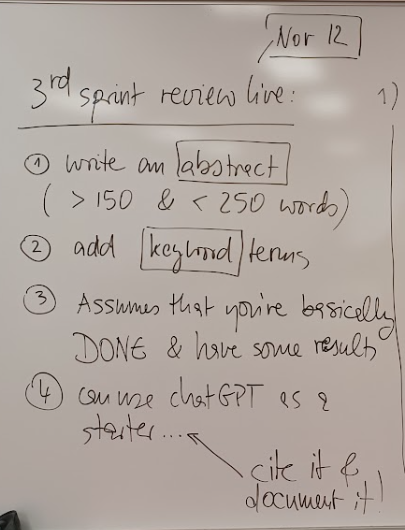 Nov 12
3rd sprint review live:
1)
① write an abstract
( > 150 & < 250 words)
② add keyword terms
③ Assumes that you're basically
DONE & have some results
④ can use chatGPT as a
starter...
cite it &
document it!